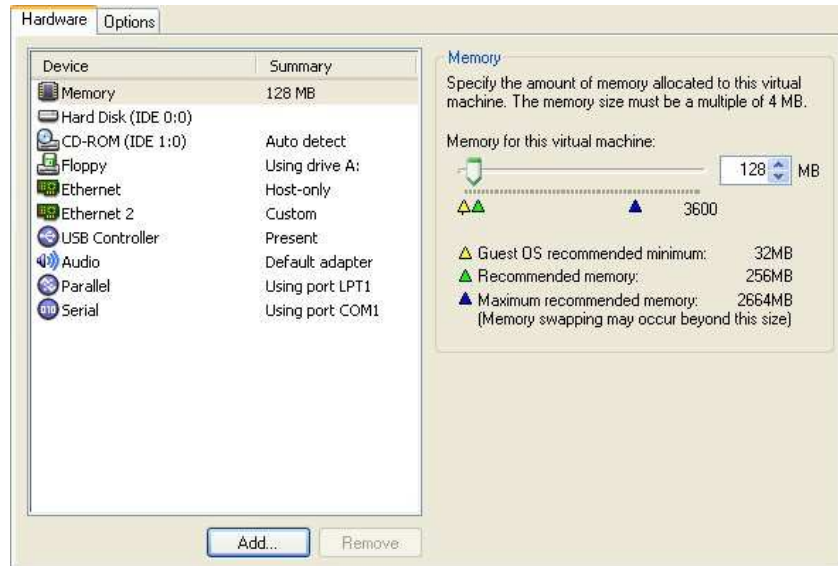 Hardware Options
Device Summary
Memory 128 MB
Hard Disk (IDE 0:0)
CD-ROM (IDE 1:0) Auto detect
Floppy Using drive A:
Ethernet Host-only
Ethernet 2 Custom
USB Controller Present
Audio Default adapter
Parallel Using port LPT1
Serial Using port COM1
Add... Remove
Memory
Specify the amount of memory allocated to this virtual
machine. The memory size must be a multiple of 4 MB.
Memory for this virtual machine:
128 MB
3600
Guest OS recommended minimum: 32MB
Recommended memory: 256MB
Maximum recommended memory: 2664MB
(Memory swapping may occur beyond this size)